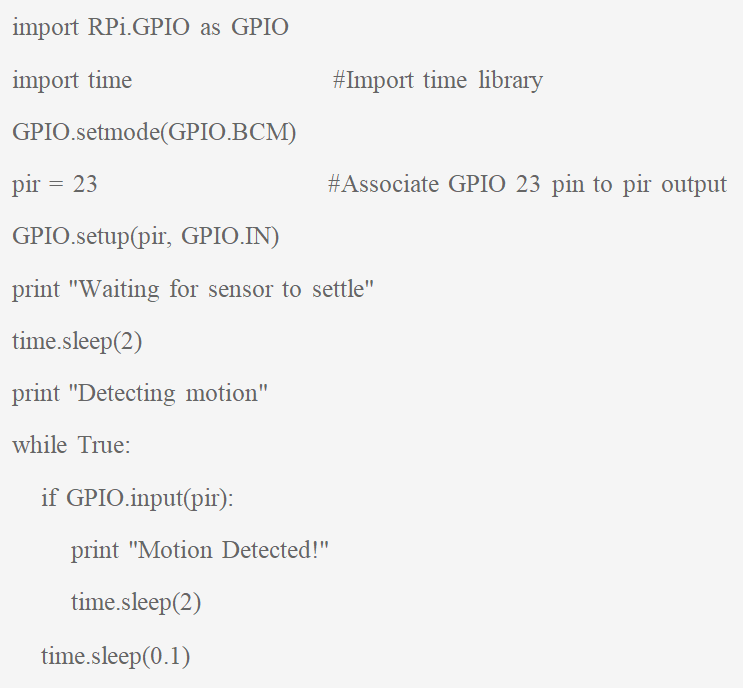 import RPi.GPIO as GPIO
import time #Import time library
GPIO.setmode(GPIO.BCM)
pir = 23 #Associate GPIO 23 pin to pir output
GPIO.setup(pir, GPIO.IN)
print "Waiting for sensor to settle"
time.sleep(2)
print "Detecting motion"
while True:
   if GPIO.input(pir):
      print "Motion Detected!"
      time.sleep(2)
   time.sleep(0.1)